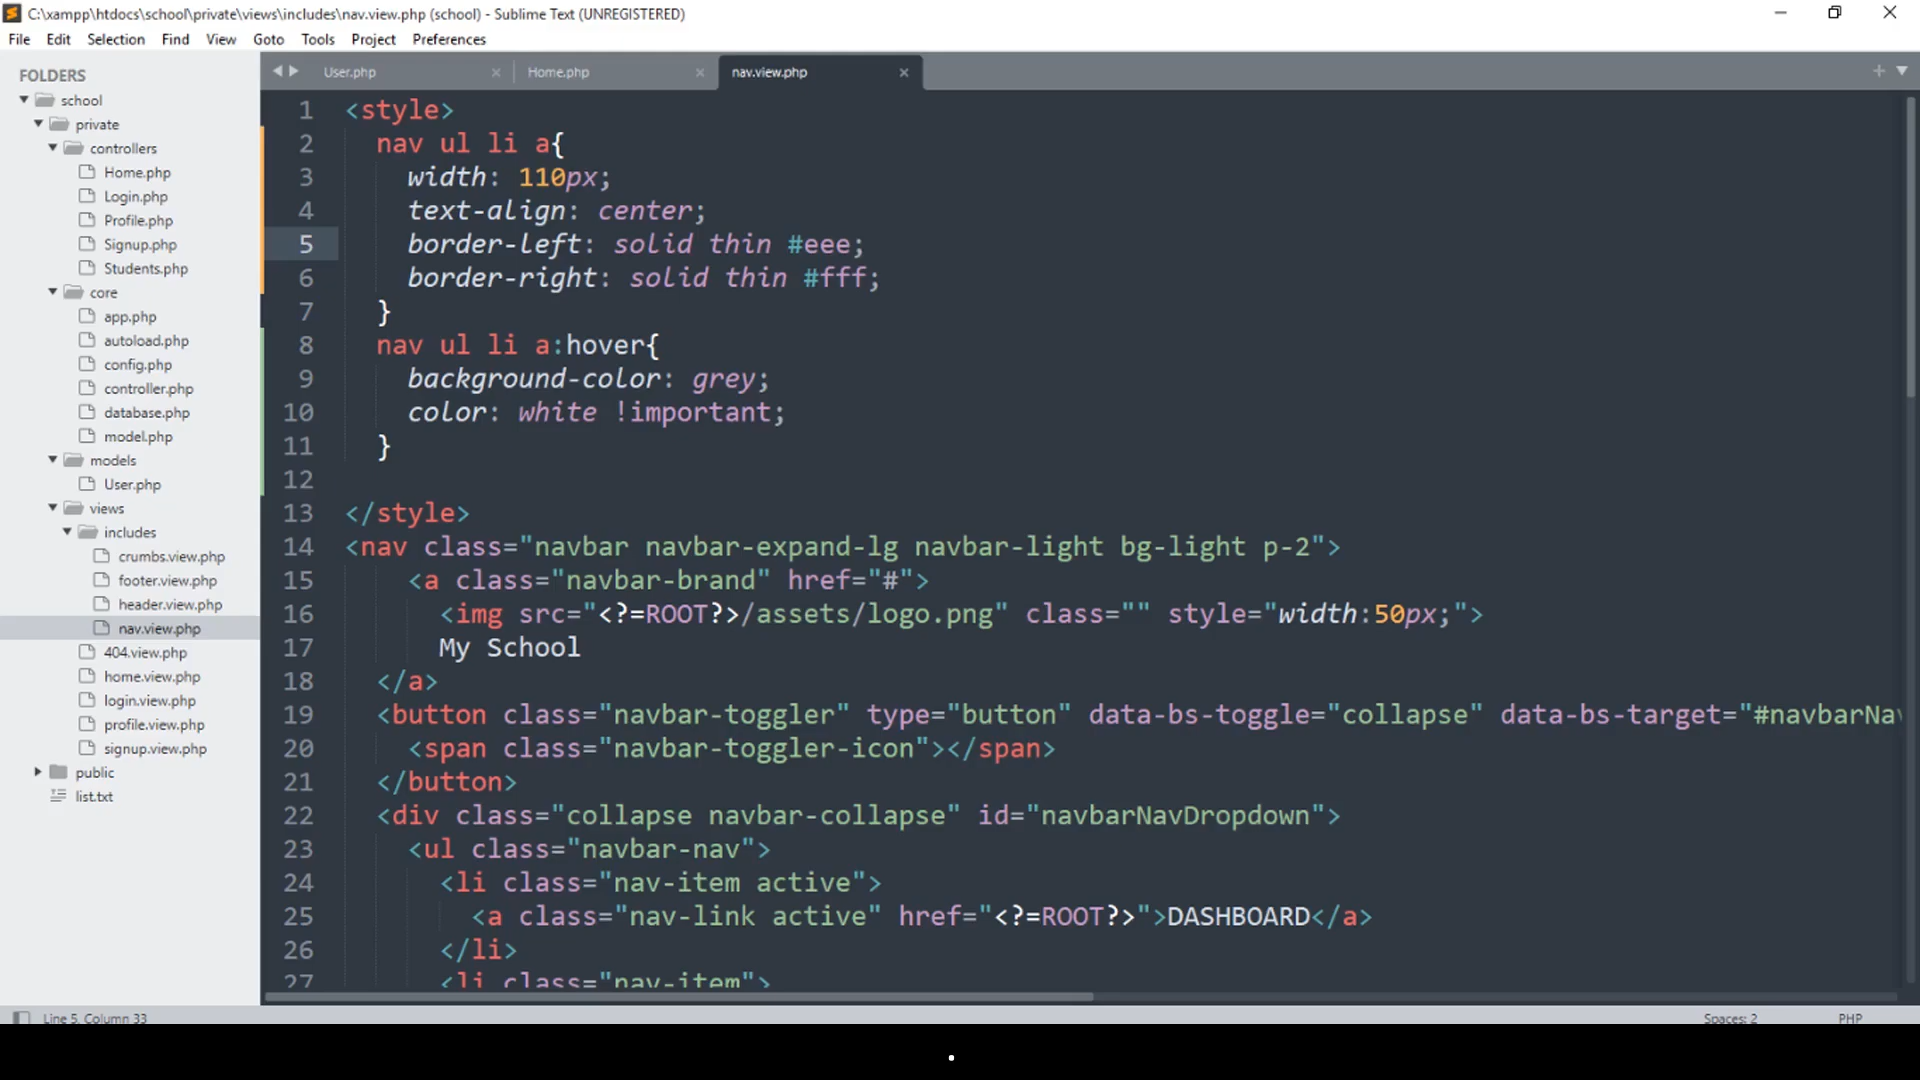 C:\xampp\htdocs\school\private\views\includes\nav.view.php (school) - Sublime Text (UNREGISTERED)
File Edit Selection Find View Goto Tools Project Preferences
FOLDERS
school
private
controllers
Home.php
Login.php
Profile.php
Signup.php
Students.php
core
app.php
autoload.php
config.php
controller.php
database.php
model.php
models
User.php
views
includes
crumbs.view.php
footer.view.php
header.view.php
nav.view.php
404.view.php
home.view.php
login.view.php
profile.view.php
signup.view.php
public
list.txt
User.php Home.php nav.view.php
1 <style>
2 nav ul li a{
3 width: 110px;
4 text-align: center;
5 border-left: solid thin #eee;
6 border-right: solid thin #fff;
7 }
8 nav ul li a:hover{
9 background-color: grey;
10 color: white !important;
11 }
12
13 </style>
14 <nav class="navbar navbar-expand-lg navbar-light bg-light p-2">
15 <a class="navbar-brand" href="#">
16 <img src="<?=ROOT?>/assets/logo.png" class="" style="width:50px;">
17 My School
18 </a>
19 <button class="navbar-toggler" type="button" data-bs-toggle="collapse" data-bs-target="#navbarNav
20 <span class="navbar-toggler-icon"></span>
21 </button>
22 <div class="collapse navbar-collapse" id="navbarNavDropdown">
23 <ul class="navbar-nav">
24 <li class="nav-item active">
25 <a class="nav-link active" href="<?=ROOT?>">DASHBOARD</a>
26 </li>
27 <li class="nav-item">
Line 5, Column 33 Spaces: 2 PHP